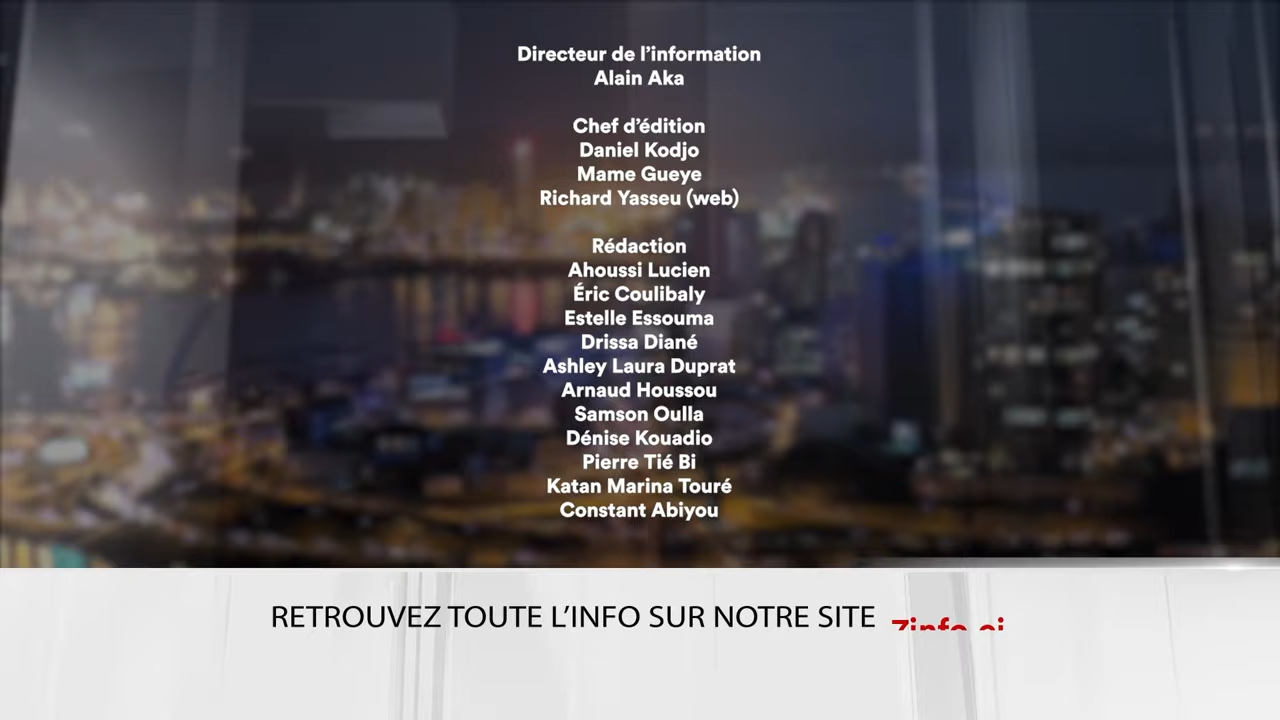 Directeur de l'information
Alain Aka
Chef d'édition
Daniel Kodjo
Mame Gueye
Richard Yasseu (web)
Rédaction
Ahoussi Lucien
Éric Coulibaly
Estelle Essouma
Drissa Diané
Ashley Laura Duprat
Arnaud Houssou
Samson Oulla
Dénise Kouadio
Pierre Tié Bi
Katan Marina Touré
Constant Abiyou
RETROUVEZ TOUTE L'INFO SUR NOTRE SITE